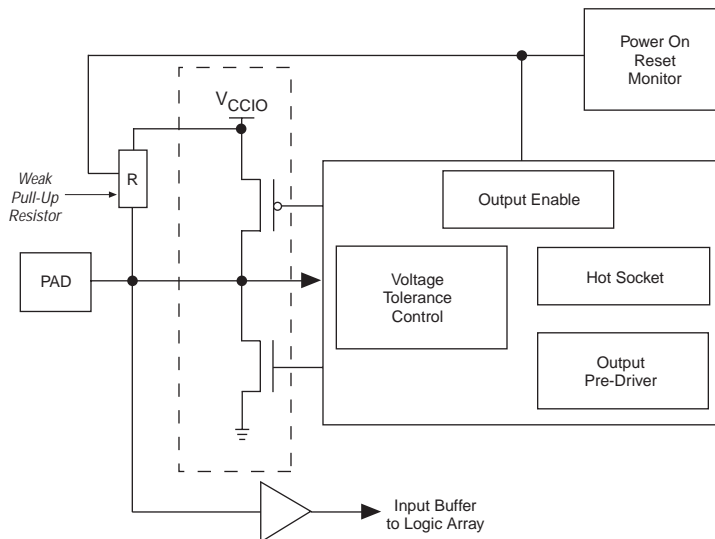 Power On
Reset
Monitor
VCCIO
Weak
Pull-Up
Resistor
R
Output Enable
PAD
Voltage
Tolerance
Control
Hot Socket
Output
Pre-Driver
Input Buffer
to Logic Array